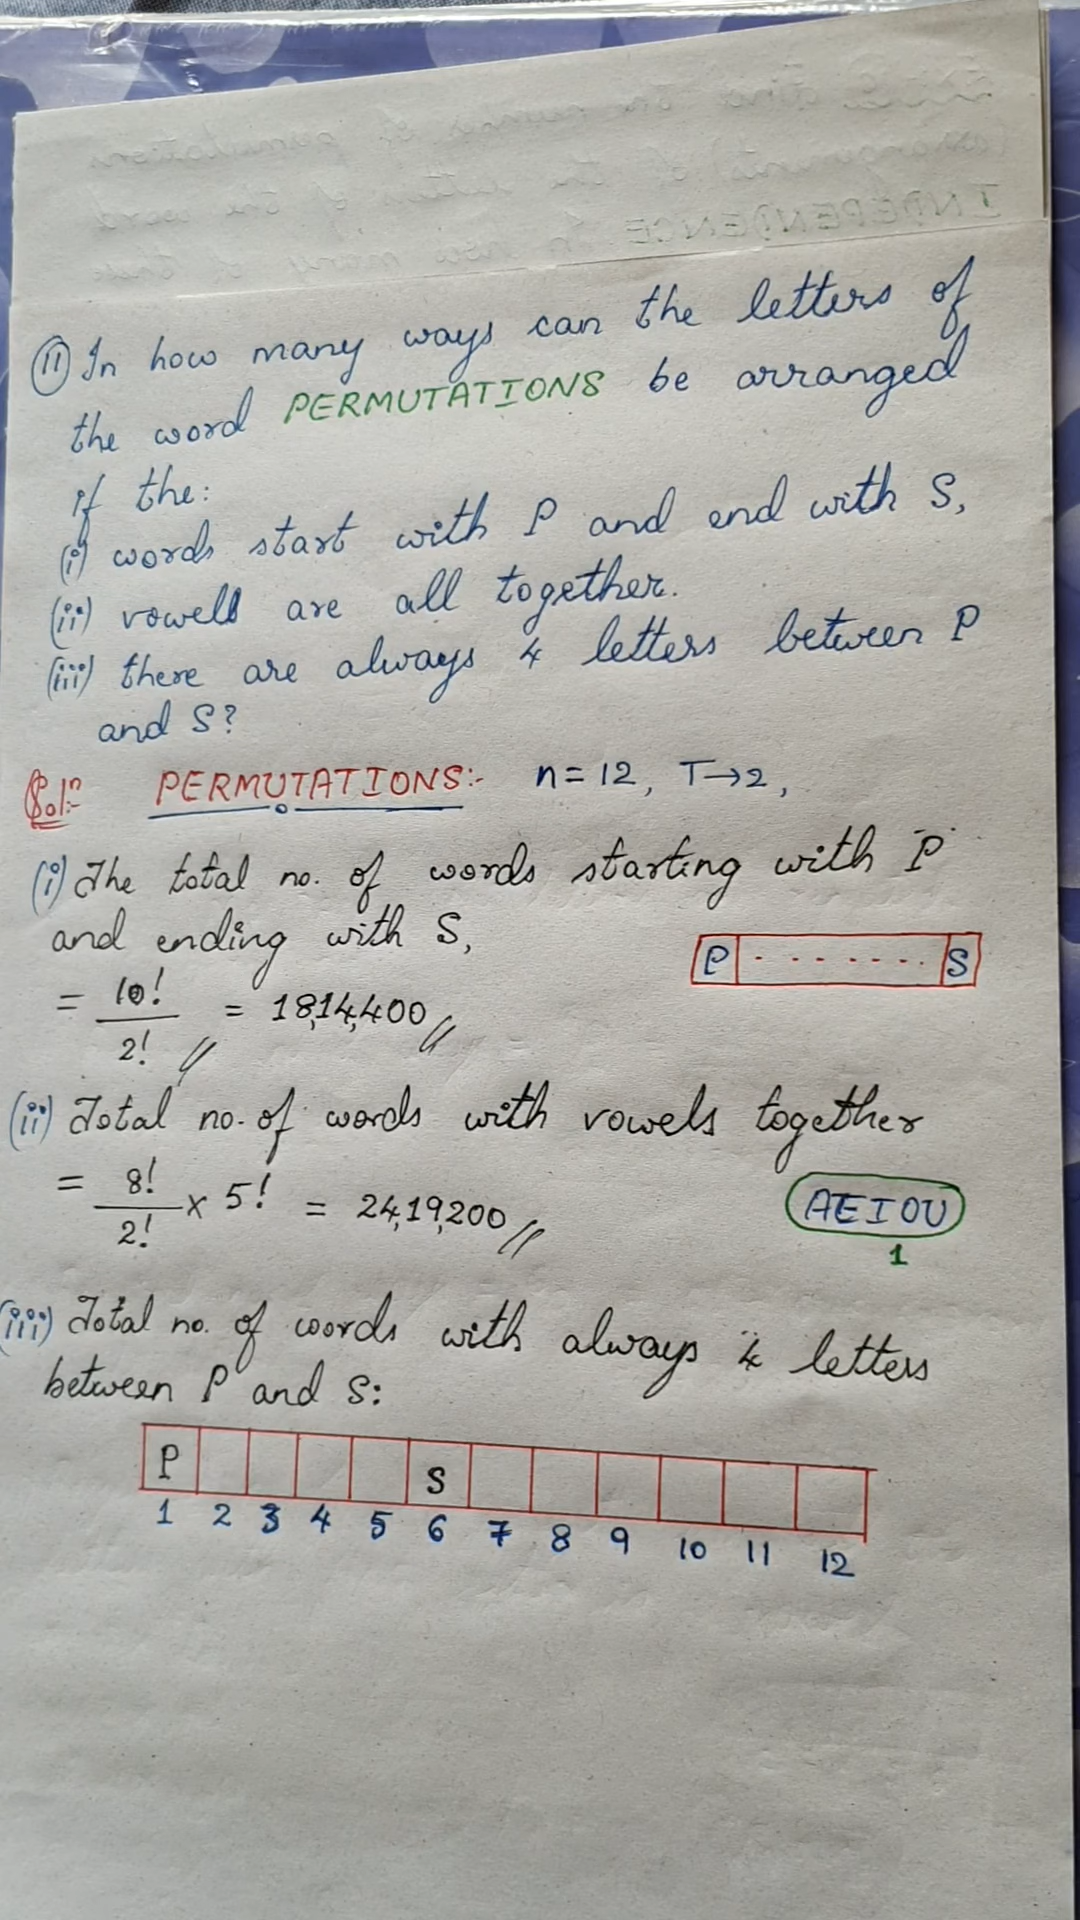 (11) In how many ways can the letters of
the word PERMUTATIONS be arranged
if the:
(i) words start with P and end with S,
(ii) vowels are all together.
(iii) there are always 4 letters between P
and S?
Solⁿ:- PERMUTATIONS:- n = 12, T→2,
(i) The total no. of words starting with P
and ending with S,
P . . . . . . . S
= 10!/2! = 18,14,400
(ii) Total no. of words with vowels together
= 8!/2! × 5! = 24,19,200
AEIOU
1
(iii) Total no. of words with always 4 letters
between P and S:
P S
1 2 3 4 5 6 7 8 9 10 11 12